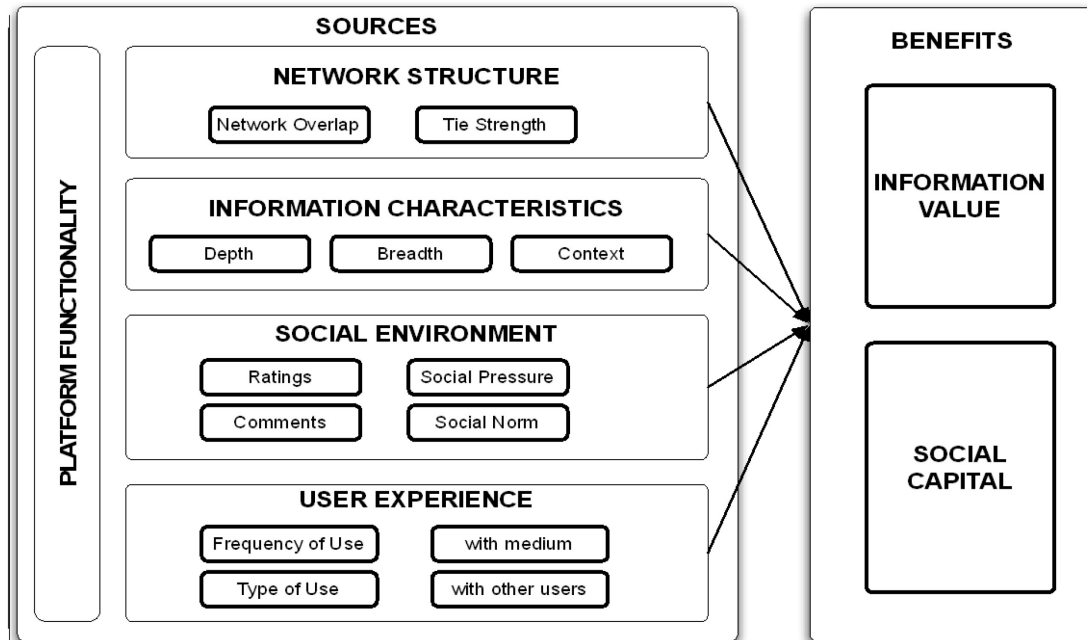 SOURCES
PLATFORM FUNCTIONALITY
NETWORK STRUCTURE
Network Overlap
Tie Strength
INFORMATION CHARACTERISTICS
Depth
Breadth
Context
SOCIAL ENVIRONMENT
Ratings
Social Pressure
Comments
Social Norm
USER EXPERIENCE
Frequency of Use
with medium
Type of Use
with other users
BENEFITS
INFORMATION
VALUE
SOCIAL
CAPITAL